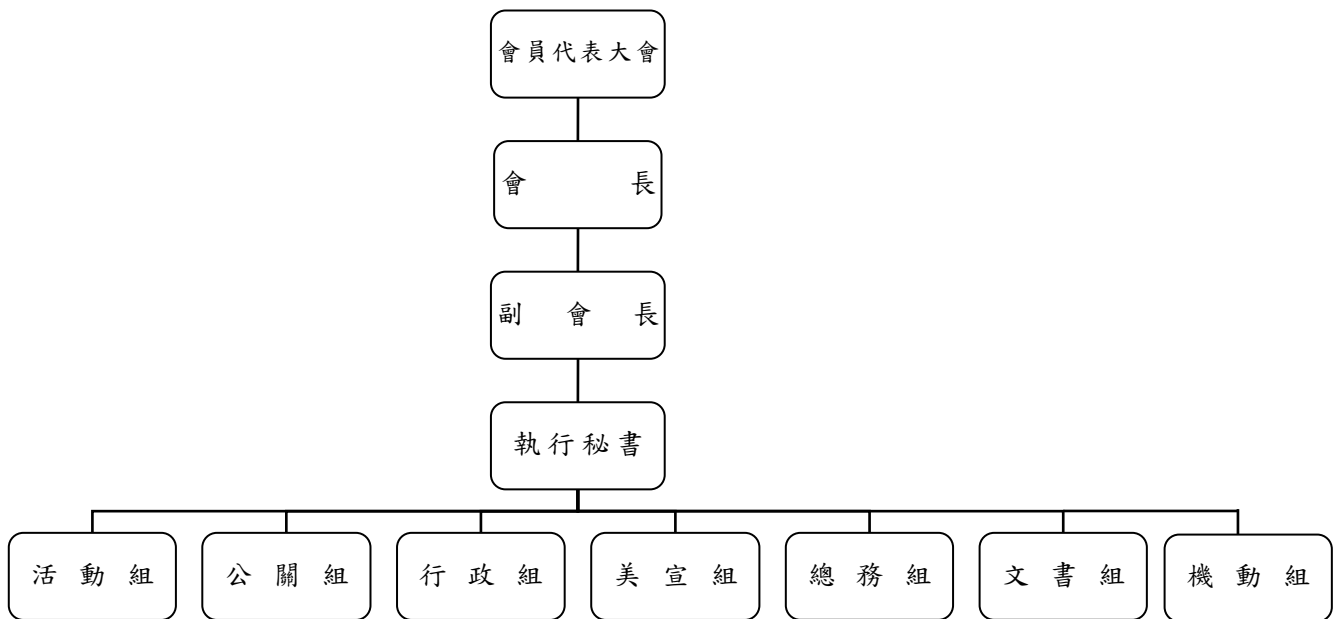 會員代表大會
會長
副會長
執行秘書
活動組 公關組 行政組 美宣組 總務組 文書組 機動組